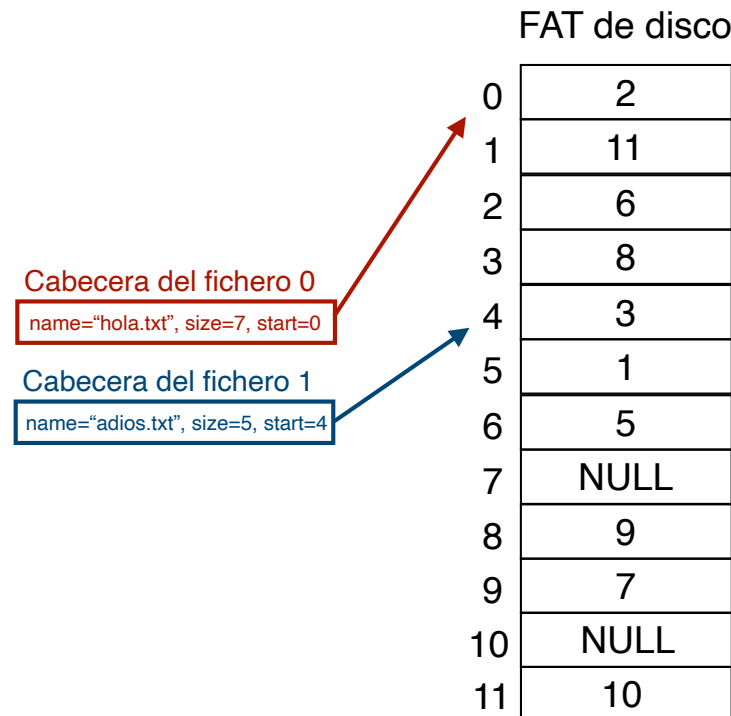 FAT de disco
0 2
1 11
2 6
3 8
Cabecera del fichero 0
name=“hola.txt”, size=7, start=0
4 3
Cabecera del fichero 1
name=“adios.txt”, size=5, start=4
5 1
6 5
7 NULL
8 9
9 7
10 NULL
11 10